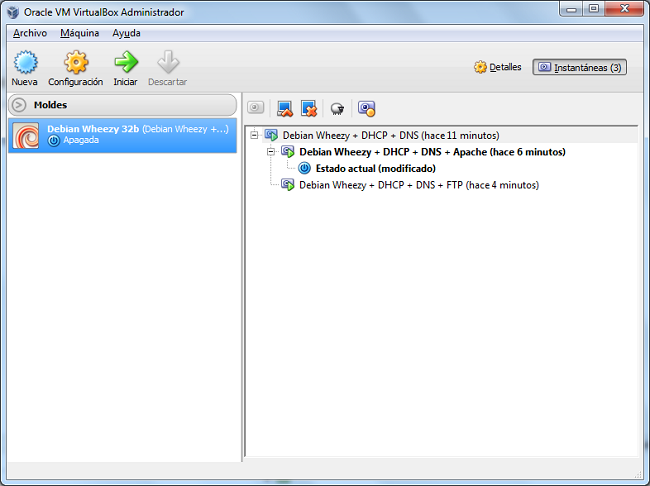 Oracle VM VirtualBox Administrador
Archivo Máquina Ayuda
Nueva Configuración Iniciar Descartar
Detalles Instantáneas (3)
Moldes
Debian Wheezy 32b (Debian Wheezy +...)
Apagada
Debian Wheezy + DHCP + DNS (hace 11 minutos)
Debian Wheezy + DHCP + DNS + Apache (hace 6 minutos)
Estado actual (modificado)
Debian Wheezy + DHCP + DNS + FTP (hace 4 minutos)